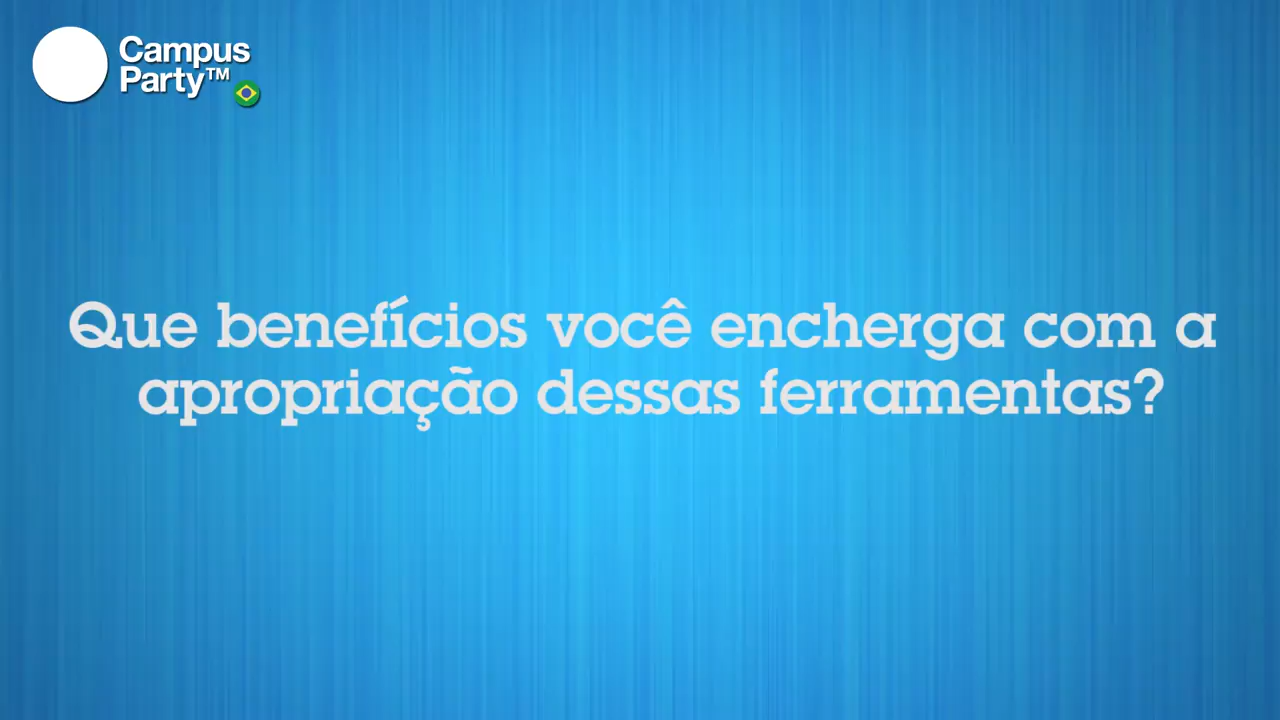 Campus
Party™
Que benefícios você encherga com a
apropriação dessas ferramentas?